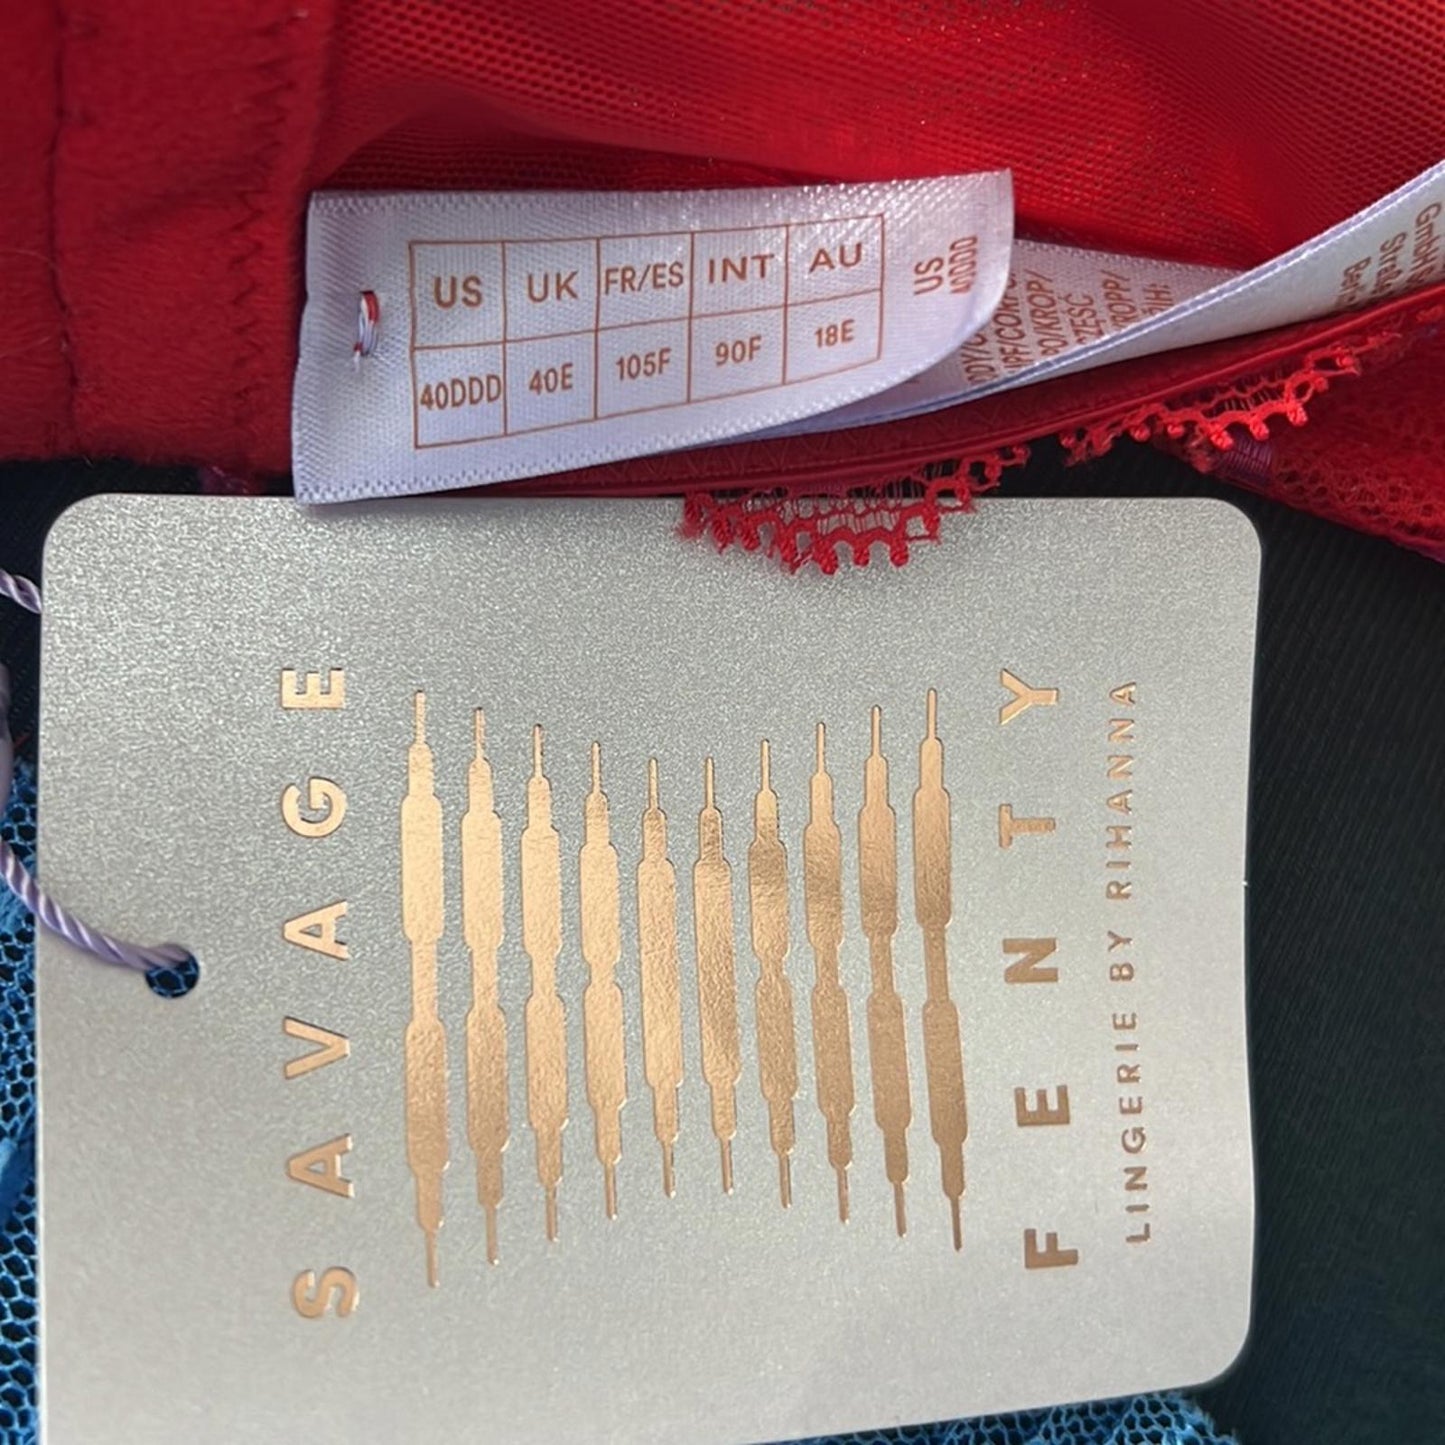 US UK FR/ES INT AU
40DDD 40E 105F 90F 18E
US
40DDD
SAVAGE
FENTY
LINGERIE BY RIHANNA